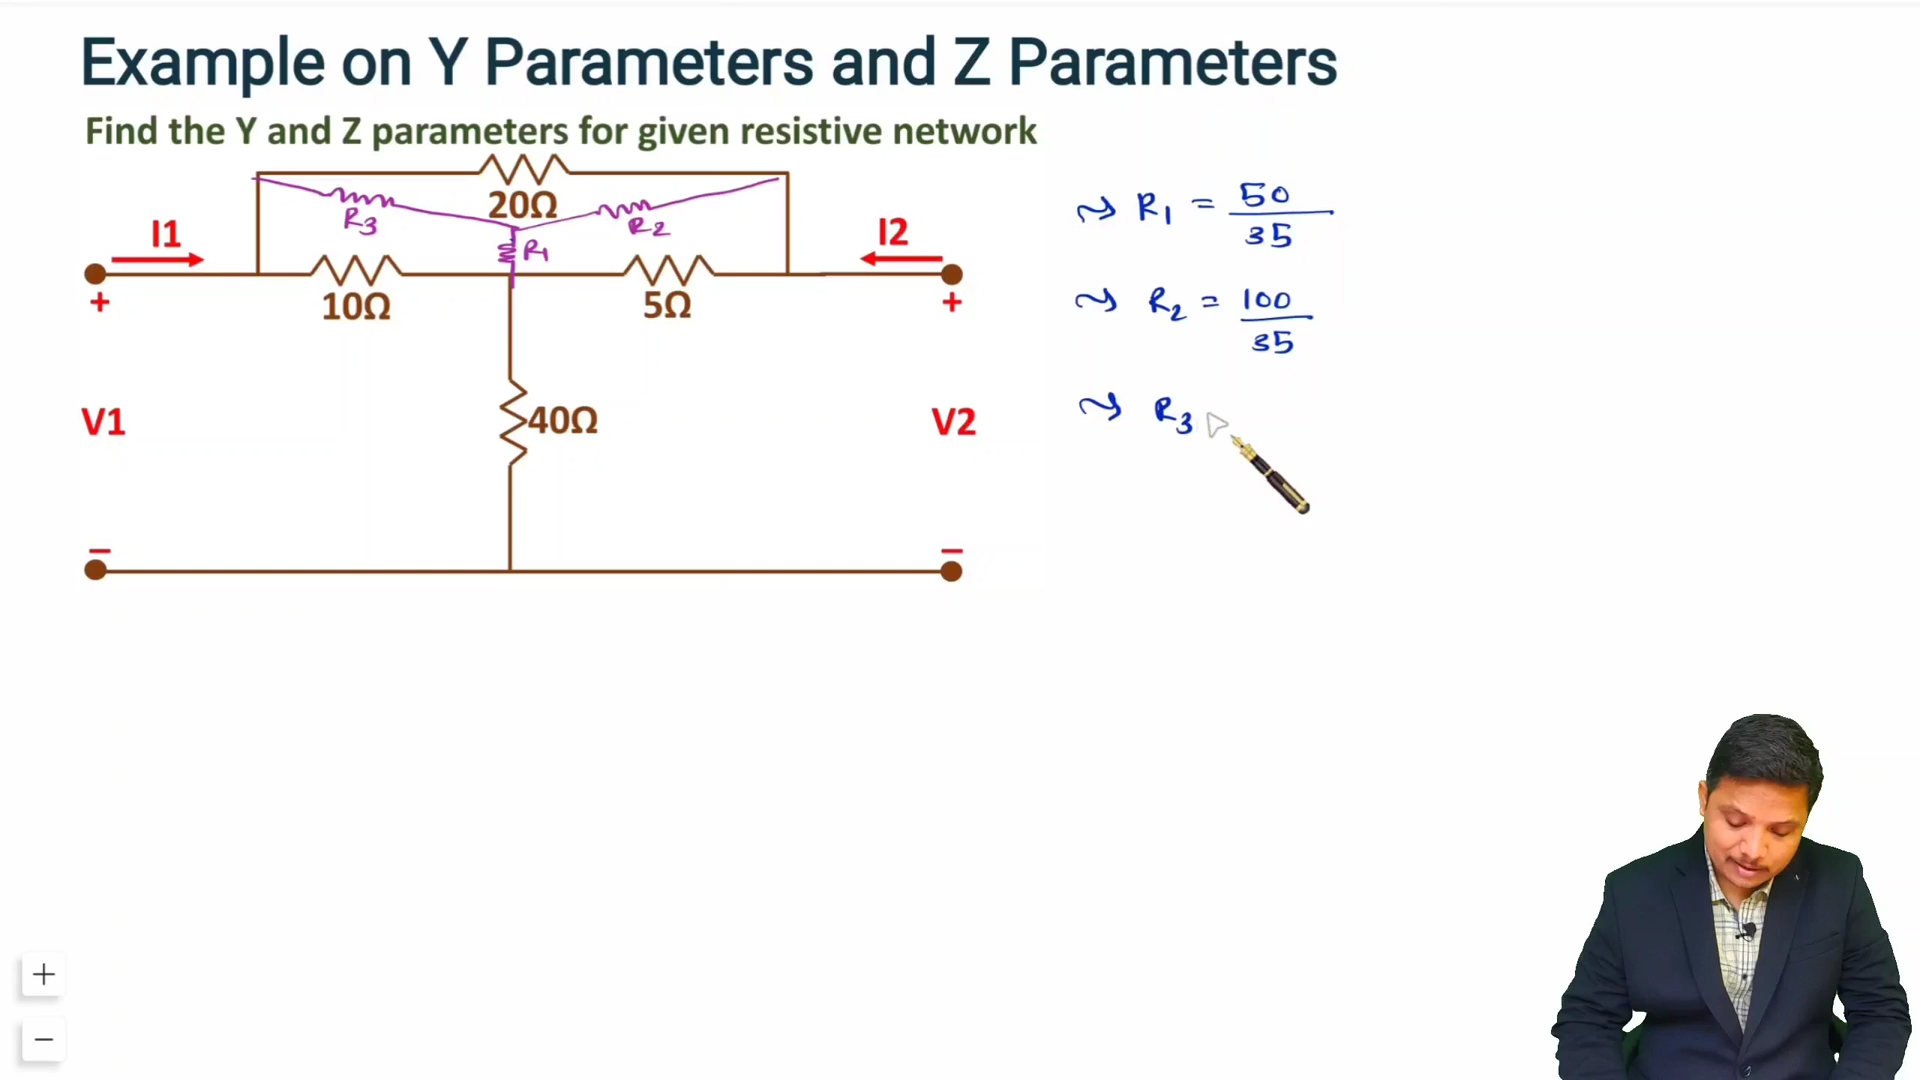 Example on Y Parameters and Z Parameters
Find the Y and Z parameters for given resistive network
20Ω
R3
R2
R1
I1
I2
10Ω
5Ω
+
+
V1
40Ω
V2
–
–
R1 = 50/35
R2 = 100/35
R3
+
–